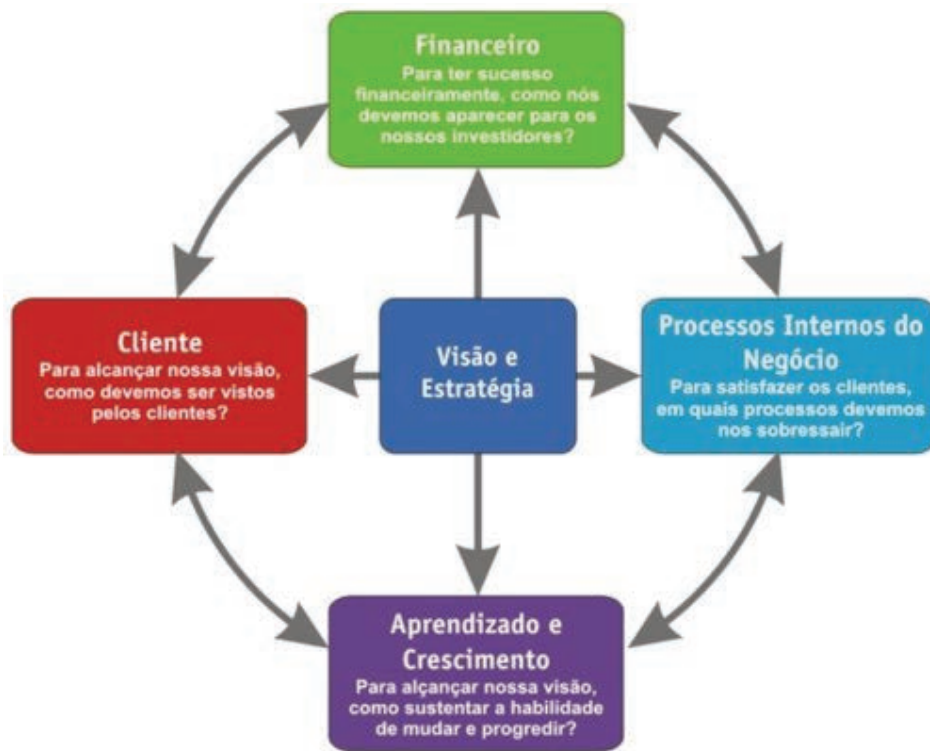 Financeiro
Para ter sucesso
financeiramente, como nós
devemos aparecer para os
nossos investidores?
Cliente
Para alcançar nossa visão,
como devemos ser vistos
pelos clientes?
Visão e
Estratégia
Processos Internos do
Negócio
Para satisfazer os clientes,
em quais processos devemos
nos sobressair?
Aprendizado e
Crescimento
Para alçançar nossa visão,
como sustentar a habilidade
de mudar e progredir?